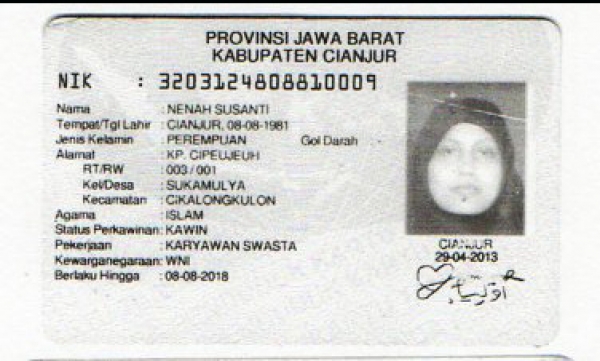 PROVINSI JAWA BARAT
KABUPATEN CIANJUR
NIK : 3203124808810009
Nama : NENAH SUSANTI
Tempat/Tgl Lahir : CIANJUR, 08-08-1981
Jenis Kelamin : PEREMPUAN Gol Darah : -
Alamat : KP. CIPEUJEUH
RT/RW : 003 / 001
Kel/Desa : SUKAMULYA
Kecamatan : CIKALONGKULON
Agama : ISLAM
Status Perkawinan : KAWIN
Pekerjaan : KARYAWAN SWASTA
Kewarganegaraan : WNI
Berlaku Hingga : 08-08-2018
CIANJUR
29-04-2013